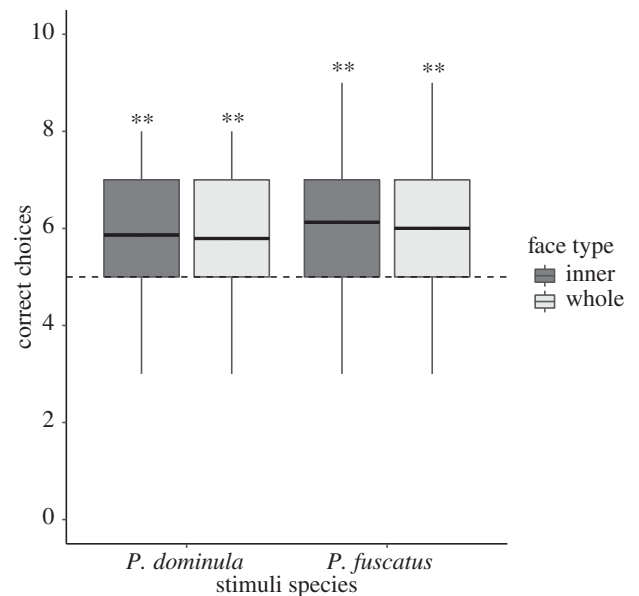 10
8
6
4
2
0
correct choices
**
**
**
**
P. dominula
P. fuscatus
stimuli species
face type
inner
whole